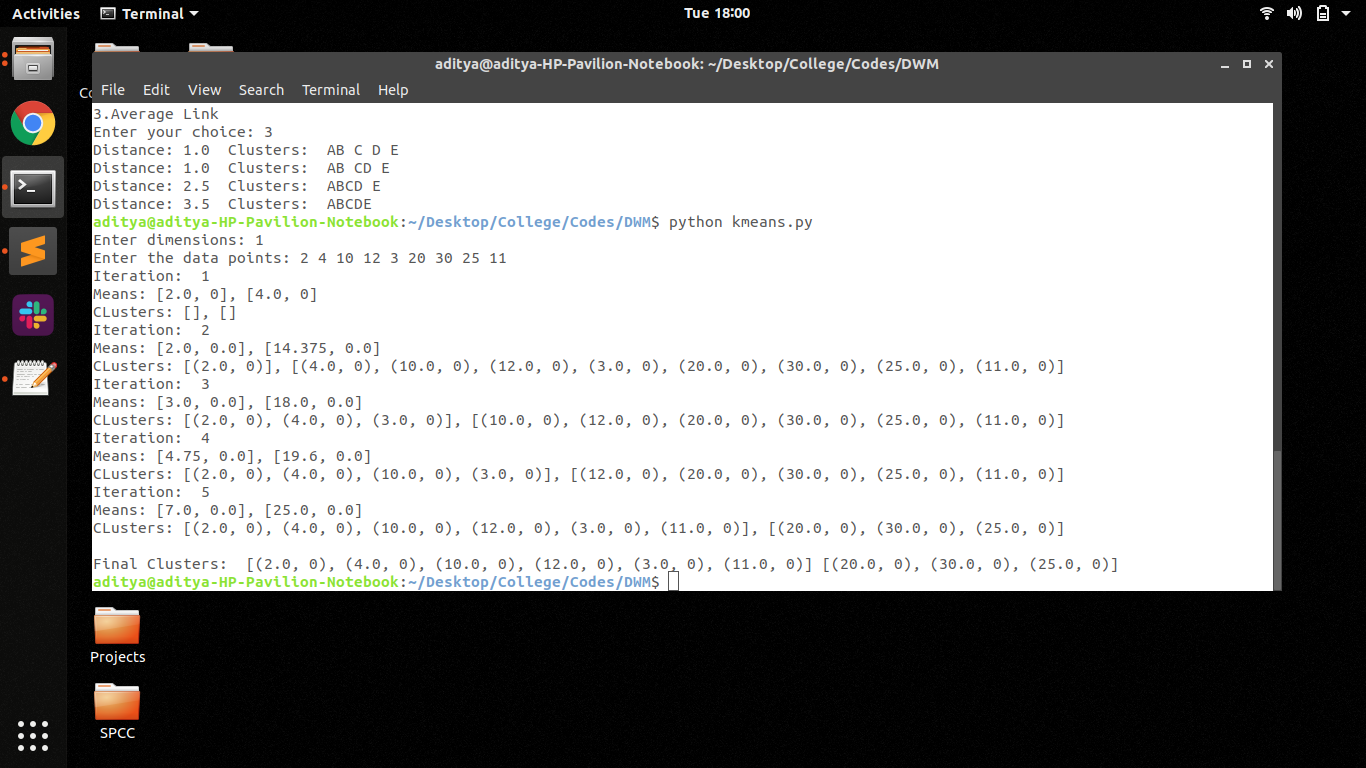 Activities Terminal Tue 18:00
aditya@aditya-HP-Pavilion-Notebook: ~/Desktop/College/Codes/DWM
File Edit View Search Terminal Help
3.Average Link
Enter your choice: 3
Distance: 1.0  Clusters:  AB C D E
Distance: 1.0  Clusters:  AB CD E
Distance: 2.5  Clusters:  ABCD E
Distance: 3.5  Clusters:  ABCDE
aditya@aditya-HP-Pavilion-Notebook:~/Desktop/College/Codes/DWM$ python kmeans.py
Enter dimensions: 1
Enter the data points: 2 4 10 12 3 20 30 25 11
Iteration:  1
Means: [2.0, 0], [4.0, 0]
CLusters: [], []
Iteration:  2
Means: [2.0, 0.0], [14.375, 0.0]
CLusters: [(2.0, 0)], [(4.0, 0), (10.0, 0), (12.0, 0), (3.0, 0), (20.0, 0), (30.0, 0), (25.0, 0), (11.0, 0)]
Iteration:  3
Means: [3.0, 0.0], [18.0, 0.0]
CLusters: [(2.0, 0), (4.0, 0), (3.0, 0)], [(10.0, 0), (12.0, 0), (20.0, 0), (30.0, 0), (25.0, 0), (11.0, 0)]
Iteration:  4
Means: [4.75, 0.0], [19.6, 0.0]
CLusters: [(2.0, 0), (4.0, 0), (10.0, 0), (3.0, 0)], [(12.0, 0), (20.0, 0), (30.0, 0), (25.0, 0), (11.0, 0)]
Iteration:  5
Means: [7.0, 0.0], [25.0, 0.0]
CLusters: [(2.0, 0), (4.0, 0), (10.0, 0), (12.0, 0), (3.0, 0), (11.0, 0)], [(20.0, 0), (30.0, 0), (25.0, 0)]
Final Clusters:  [(2.0, 0), (4.0, 0), (10.0, 0), (12.0, 0), (3.0, 0), (11.0, 0)] [(20.0, 0), (30.0, 0), (25.0, 0)]
aditya@aditya-HP-Pavilion-Notebook:~/Desktop/College/Codes/DWM$
Projects
SPCC